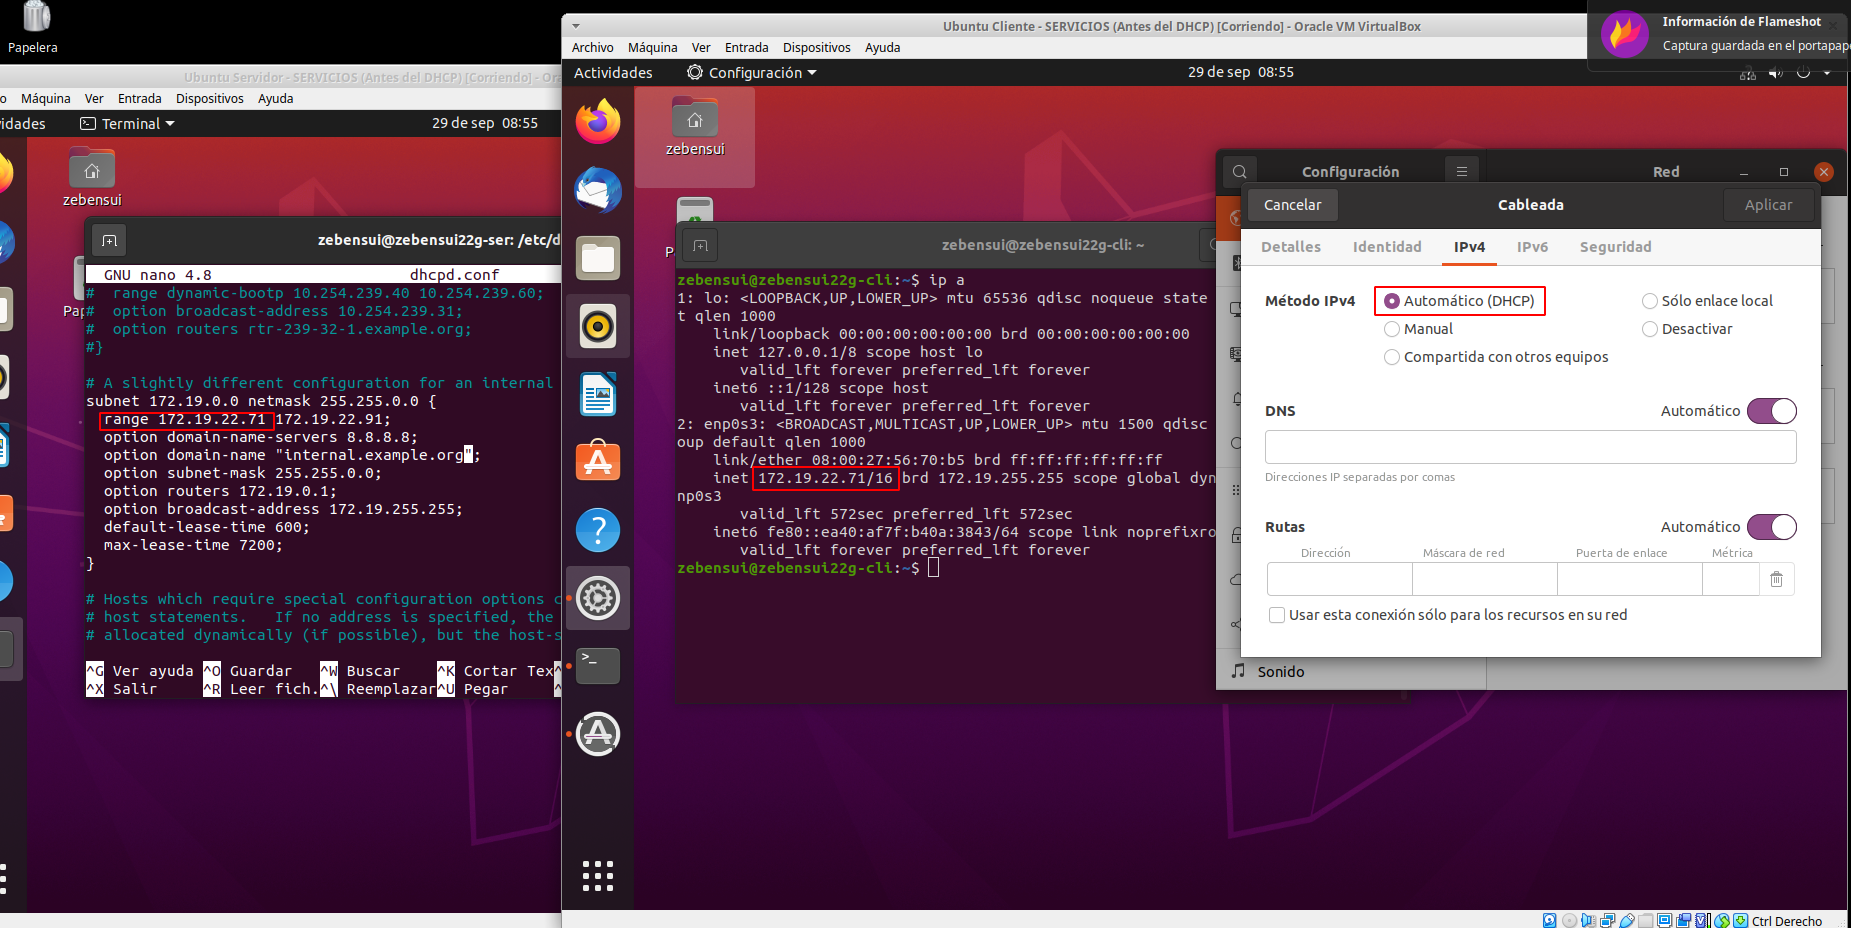 Papelera
Ubuntu Servidor - SERVICIOS (Antes del DHCP) [Corriendo] - Ora
o Máquina Ver Entrada Dispositivos Ayuda
idades Terminal 29 de sep 08:55
zebensui
Pap
zebensui@zebensui22g-ser: /etc/d
GNU nano 4.8 dhcpd.conf
# range dynamic-bootp 10.254.239.40 10.254.239.60;
# option broadcast-address 10.254.239.31;
# option routers rtr-239-32-1.example.org;
#}
# A slightly different configuration for an internal
subnet 172.19.0.0 netmask 255.255.0.0 {
range 172.19.22.71 172.19.22.91;
option domain-name-servers 8.8.8.8;
option domain-name "internal.example.org";
option subnet-mask 255.255.0.0;
option routers 172.19.0.1;
option broadcast-address 172.19.255.255;
default-lease-time 600;
max-lease-time 7200;
}
# Hosts which require special configuration options c
# host statements. If no address is specified, the
# allocated dynamically (if possible), but the host-s
^G Ver ayuda ^O Guardar ^W Buscar ^K Cortar Tex^
^X Salir ^R Leer fich.^\ Reemplazar^U Pegar ^
Ubuntu Cliente - SERVICIOS (Antes del DHCP) [Corriendo] - Oracle VM VirtualBox
Archivo Máquina Ver Entrada Dispositivos Ayuda
Actividades Configuración 29 de sep 08:55
Información de Flameshot
Captura guardada en el portapape
zebensui
P
zebensui@zebensui22g-cli: ~
zebensui@zebensui22g-cli:~$ ip a
1: lo: <LOOPBACK,UP,LOWER_UP> mtu 65536 qdisc noqueue state
t qlen 1000
link/loopback 00:00:00:00:00:00 brd 00:00:00:00:00:00
inet 127.0.0.1/8 scope host lo
valid_lft forever preferred_lft forever
inet6 ::1/128 scope host
valid_lft forever preferred_lft forever
2: enp0s3: <BROADCAST,MULTICAST,UP,LOWER_UP> mtu 1500 qdisc
oup default qlen 1000
link/ether 08:00:27:56:70:b5 brd ff:ff:ff:ff:ff:ff
inet 172.19.22.71/16 brd 172.19.255.255 scope global dyn
np0s3
valid_lft 572sec preferred_lft 572sec
inet6 fe80::ea40:af7f:b40a:3843/64 scope link noprefixro
valid_lft forever preferred_lft forever
zebensui@zebensui22g-cli:~$
Configuración Red
Cancelar Cableada Aplicar
Detalles Identidad IPv4 IPv6 Seguridad
Método IPv4 Automático (DHCP) Sólo enlace local
Manual Desactivar
Compartida con otros equipos
DNS Automático
Direcciones IP separadas por comas
Rutas Automático
Dirección Máscara de red Puerta de enlace Métrica
Usar esta conexión sólo para los recursos en su red
Sonido
Ctrl Derecho